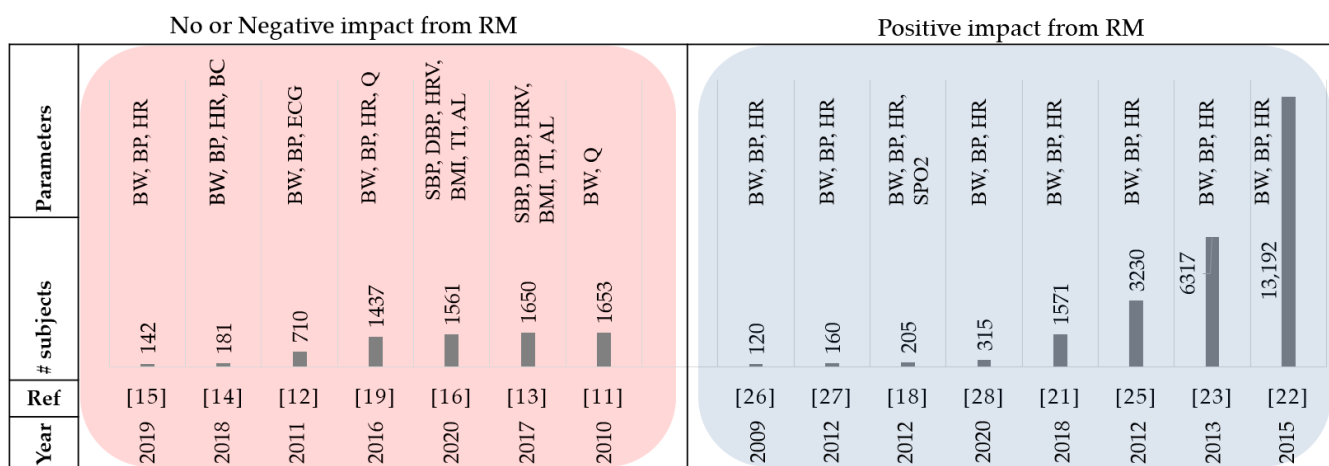 No or Negative impact from RM
Positive impact from RM
Parameters
BW, BP, HR
BW, BP, HR, BC
BW, BP, ECG
BW, BP, HR, Q
SBP, DBP, HRV,
BMI, TI, AL
SBP, DBP, HRV,
BMI, TI, AL
BW, Q
BW, BP, HR
BW, BP, HR
BW, BP, HR,
SPO2
BW, BP, HR
BW, BP, HR
BW, BP, HR
BW, BP, HR
BW, BP, HR
# subjects
142
181
710
1437
1561
1650
1653
120
160
205
315
1571
3230
6317
13,192
Ref
[15]
[14]
[12]
[19]
[16]
[13]
[11]
[26]
[27]
[18]
[28]
[21]
[25]
[23]
[22]
Year
2019
2018
2011
2016
2020
2017
2010
2009
2012
2012
2020
2018
2012
2013
2015